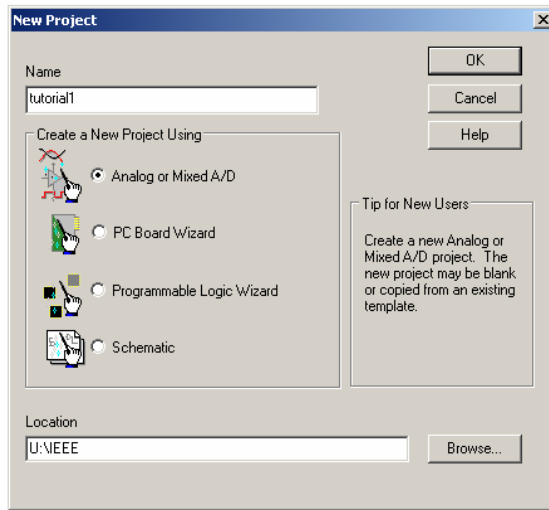 New Project
Name
tutorial1
OK
Cancel
Help
Create a New Project Using
Analog or Mixed A/D
PC Board Wizard
Programmable Logic Wizard
Schematic
Tip for New Users
Create a new Analog or
Mixed A/D project. The
new project may be blank
or copied from an existing
template.
Location
U:\IEEE
Browse...